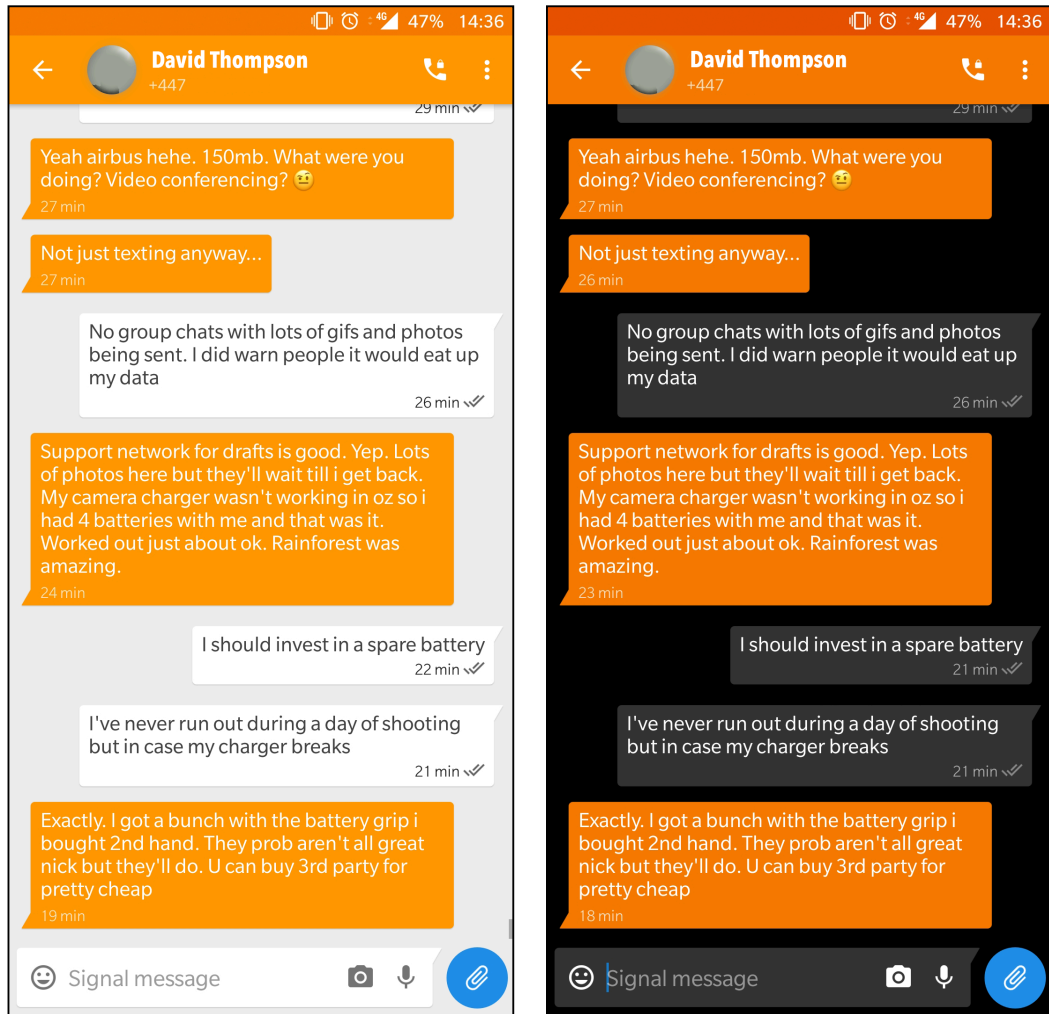 4G 47% 14:36
David Thompson
+447
29 min
Yeah airbus hehe. 150mb. What were you
doing? Video conferencing? 🤨
27 min
Not just texting anyway...
27 min
No group chats with lots of gifs and photos
being sent. I did warn people it would eat up
my data
26 min
Support network for drafts is good. Yep. Lots
of photos here but they'll wait till i get back.
My camera charger wasn't working in oz so i
had 4 batteries with me and that was it.
Worked out just about ok. Rainforest was
amazing.
24 min
I should invest in a spare battery
22 min
I've never run out during a day of shooting
but in case my charger breaks
21 min
Exactly. I got a bunch with the battery grip i
bought 2nd hand. They prob aren't all great
nick but they'll do. U can buy 3rd party for
pretty cheap
19 min
Signal message
4G 47% 14:36
David Thompson
+447
29 min
Yeah airbus hehe. 150mb. What were you
doing? Video conferencing? 🤨
27 min
Not just texting anyway...
26 min
No group chats with lots of gifs and photos
being sent. I did warn people it would eat up
my data
26 min
Support network for drafts is good. Yep. Lots
of photos here but they'll wait till i get back.
My camera charger wasn't working in oz so i
had 4 batteries with me and that was it.
Worked out just about ok. Rainforest was
amazing.
23 min
I should invest in a spare battery
21 min
I've never run out during a day of shooting
but in case my charger breaks
21 min
Exactly. I got a bunch with the battery grip i
bought 2nd hand. They prob aren't all great
nick but they'll do. U can buy 3rd party for
pretty cheap
18 min
Signal message